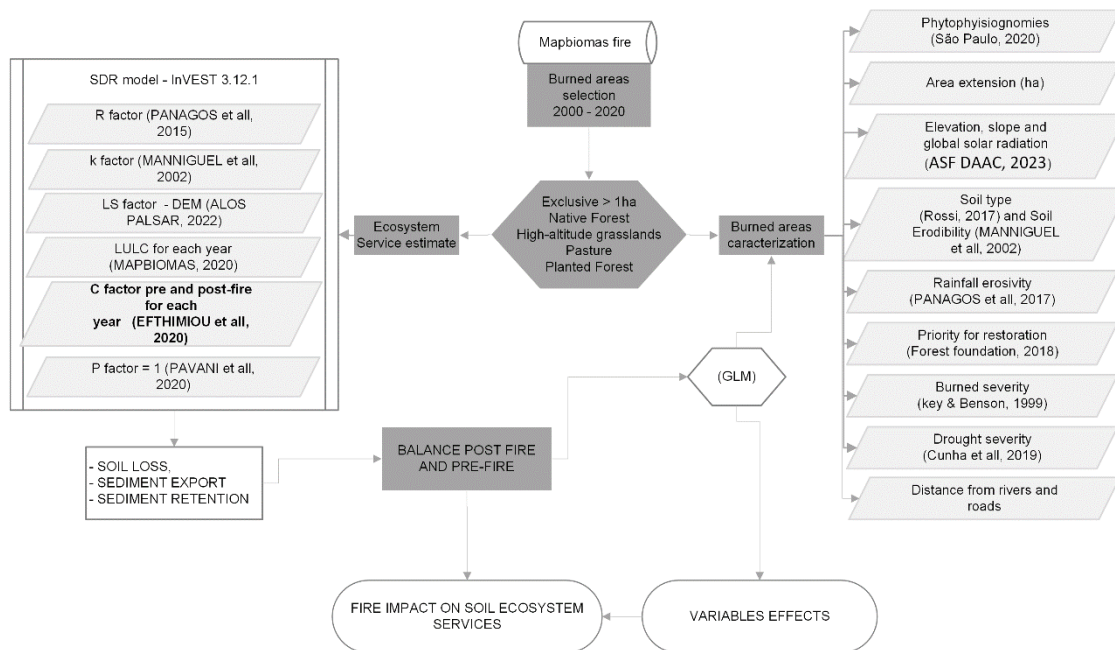 Mapbiomas fire
Burned areas
selection
2000 - 2020
SDR model - InVEST 3.12.1
R factor (PANAGOS et all,
2015)
k factor (MANNIGUEL et all,
2002)
LS factor - DEM (ALOS
PALSAR, 2022)
LULC for each year
(MAPBIOMAS, 2020)
C factor pre and post-fire
for each
year (EFTHIMIOU et all,
2020)
P factor = 1 (PAVANI et all,
2020)
Ecosystem
Service estimate
Exclusive > 1ha
Native Forest
High-altitude grasslands
Pasture
Planted Forest
Burned areas
caracterization
Phytophyisiognomies
(São Paulo, 2020)
Area extension (ha)
Elevation, slope and
global solar radiation
(ASF DAAC, 2023)
Soil type
(Rossi, 2017) and Soil
Erodibility (MANNIGUEL
et all, 2002)
Rainfall erosivity
(PANAGOS et all, 2017)
Priority for restoration
(Forest foundation, 2018)
Burned severity
(key & Benson, 1999)
Drought severity
(Cunha et all, 2019)
Distance from rivers and
roads
(GLM)
- SOIL LOSS,
- SEDIMENT EXPORT
- SEDIMENT RETENTION
BALANCE POST FIRE
AND PRE-FIRE
FIRE IMPACT ON SOIL ECOSYSTEM
SERVICES
VARIABLES EFFECTS